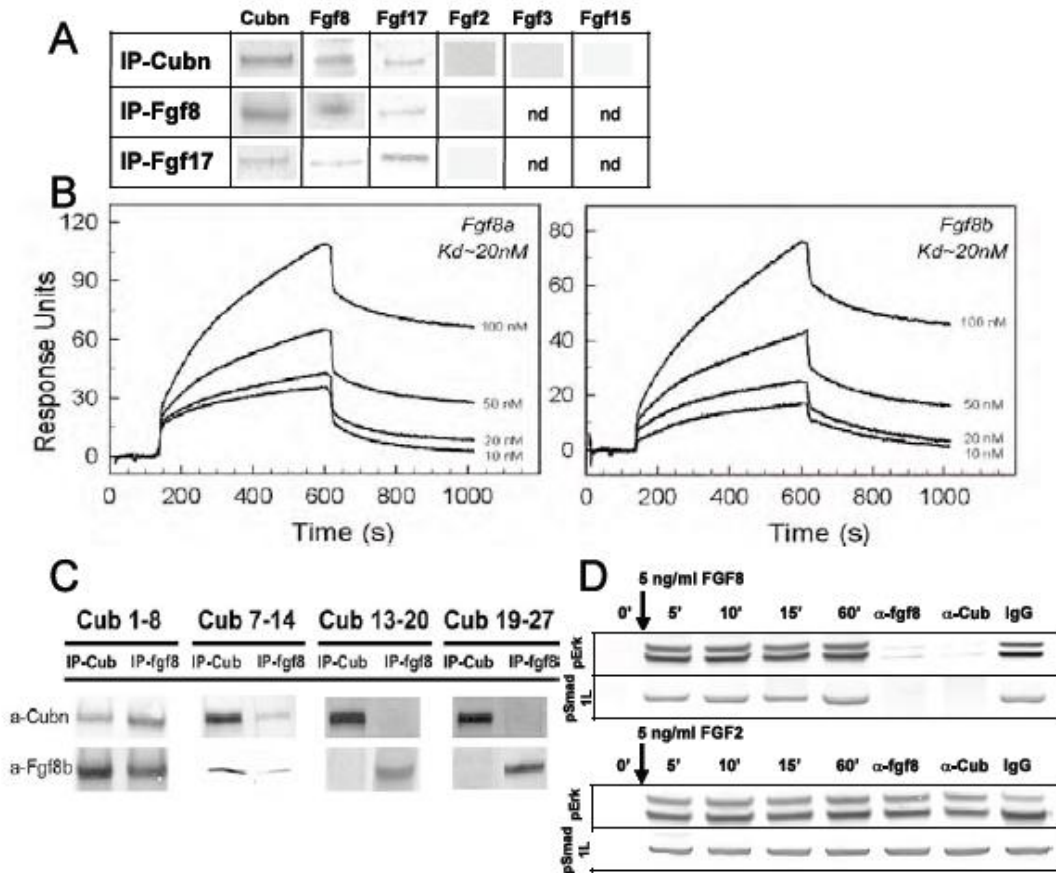 A
Cubn Fgf8 Fgf17 Fgf2 Fgf3 Fgf15
IP-Cubn
IP-Fgf8 nd nd
IP-Fgf17 nd nd
B
Response Units
120
90
60
30
0
Fgf8a
Kd~20nM
100 nM
50 nM
20 nM
10 nM
0 200 400 600 800 1000
Time (s)
80
60
40
20
0
Fgf8b
Kd~20nM
100 nM
50 nM
20 nM
10 nM
0 200 400 600 800 1000
Time (s)
C
Cub 1-8 Cub 7-14 Cub 13-20 Cub 19-27
IP-Cub IP-fgf8 IP-Cub IP-fgf8 IP-Cub IP-fgf8 IP-Cub IP-fgf8
a-Cubn
a-Fgf8b
D
5 ng/ml FGF8
0' 5' 10' 15' 60' α-fgf8 α-Cub IgG
pErk
pSmad
1L
5 ng/ml FGF2
0' 5' 10' 15' 60' α-fgf8 α-Cub IgG
pErk
pSmad
1L